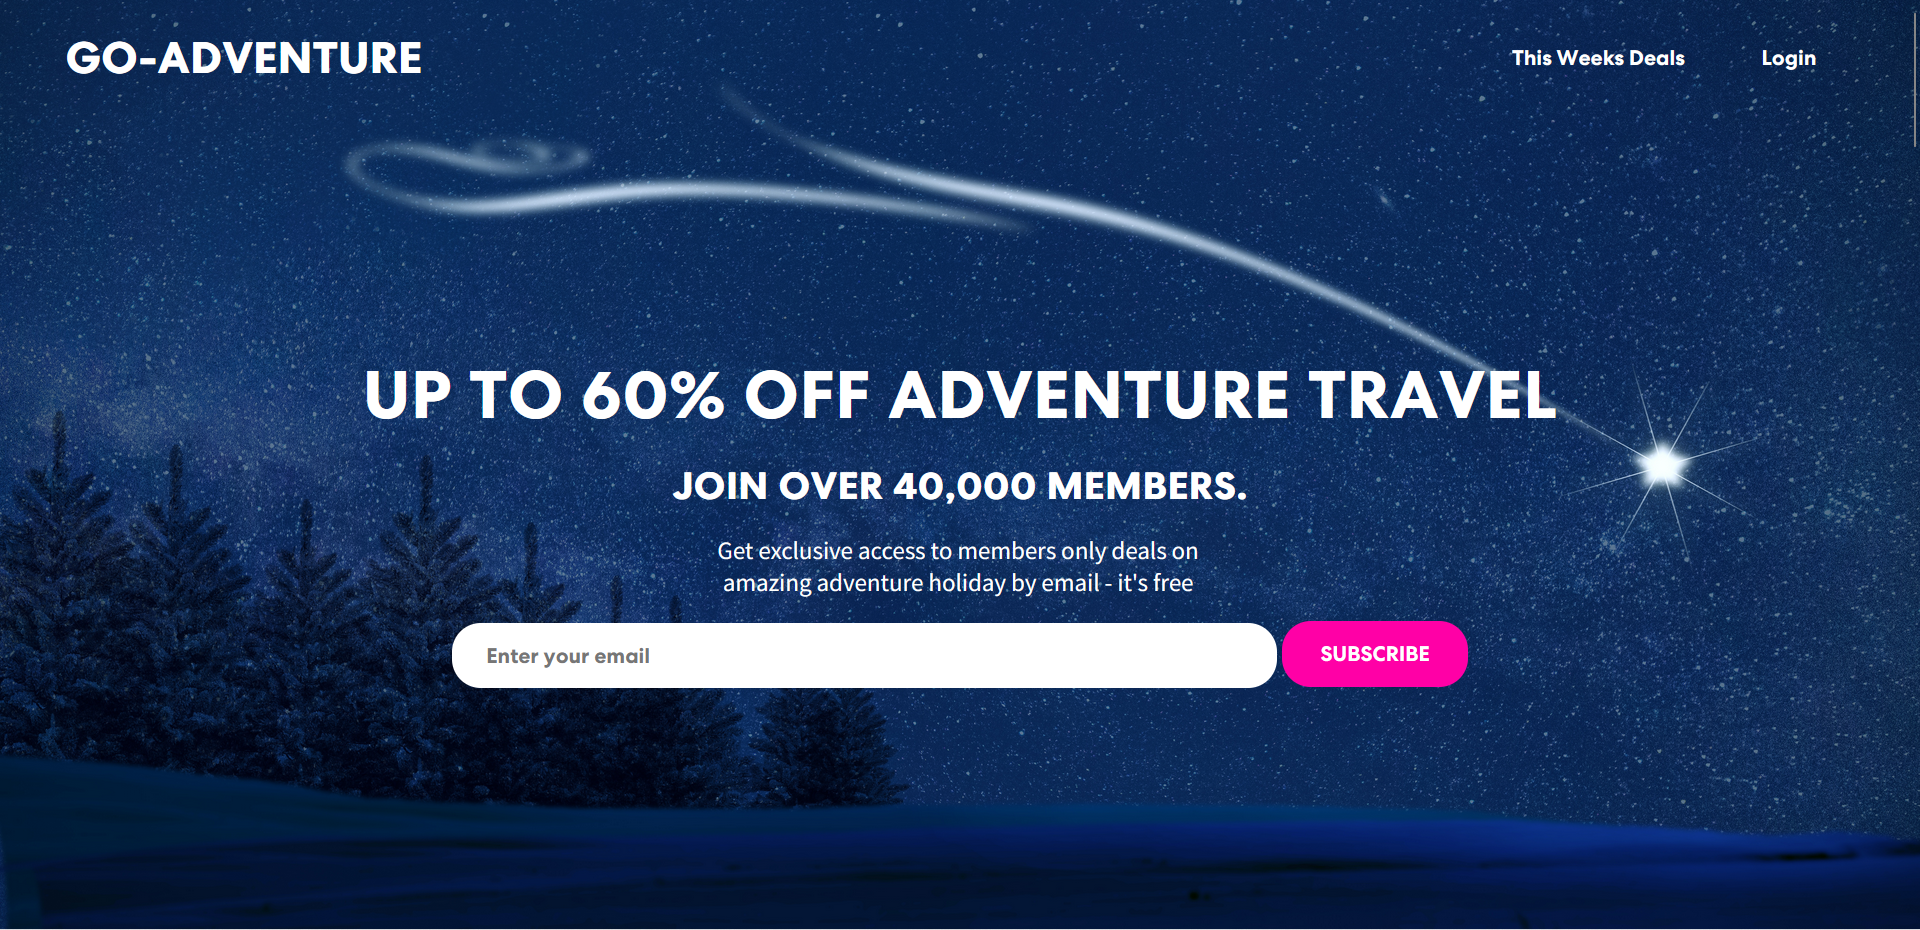 GO-ADVENTURE
This Weeks Deals
Login
UP TO 60% OFF ADVENTURE TRAVEL
JOIN OVER 40,000 MEMBERS.
Get exclusive access to members only deals on
amazing adventure holiday by email - it's free
Enter your email
SUBSCRIBE